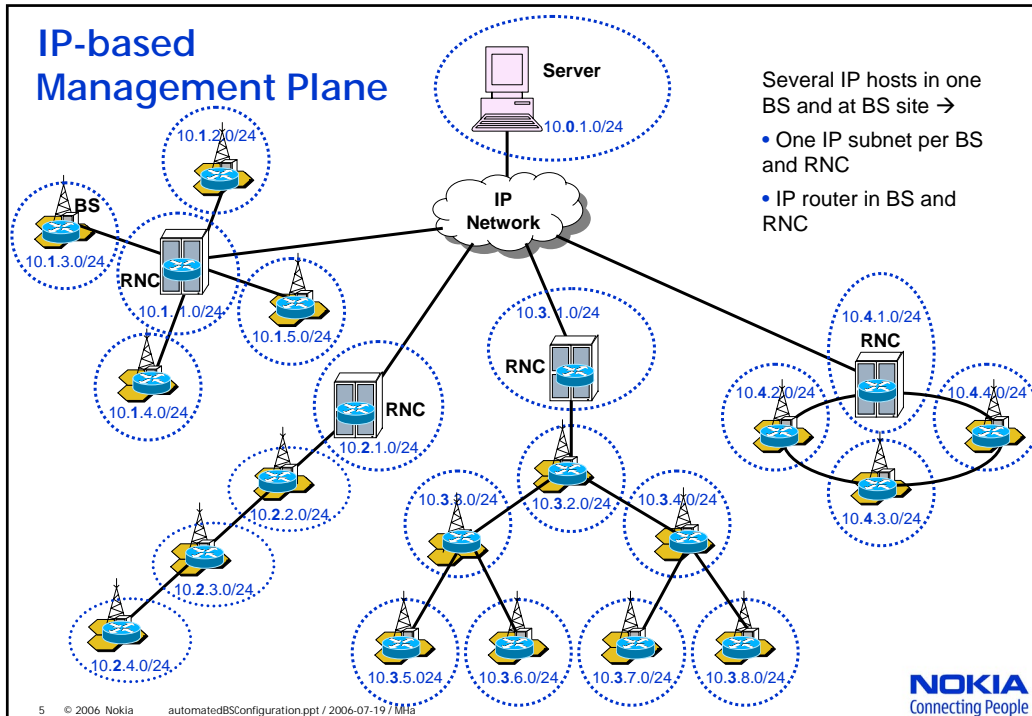 IP-based
Management Plane
Server
10.0.1.0/24
Several IP hosts in one
BS and at BS site →
• One IP subnet per BS
and RNC
• IP router in BS and
RNC
IP
Network
10.1.2.0/24
BS
10.1.3.0/24
RNC
10.1.1.0/24
10.1.5.0/24
10.1.4.0/24
RNC
10.2.1.0/24
10.2.2.0/24
10.2.3.0/24
10.2.4.0/24
10.3.1.0/24
RNC
10.3.2.0/24
10.3.3.0/24
10.3.4.0/24
10.3.5.024
10.3.6.0/24
10.3.7.0/24
10.3.8.0/24
10.4.1.0/24
RNC
10.4.2.0/24
10.4.4.0/24
10.4.3.0/24
5 © 2006 Nokia automatedBSConfiguration.ppt / 2006-07-19 / MHa
NOKIA
Connecting People